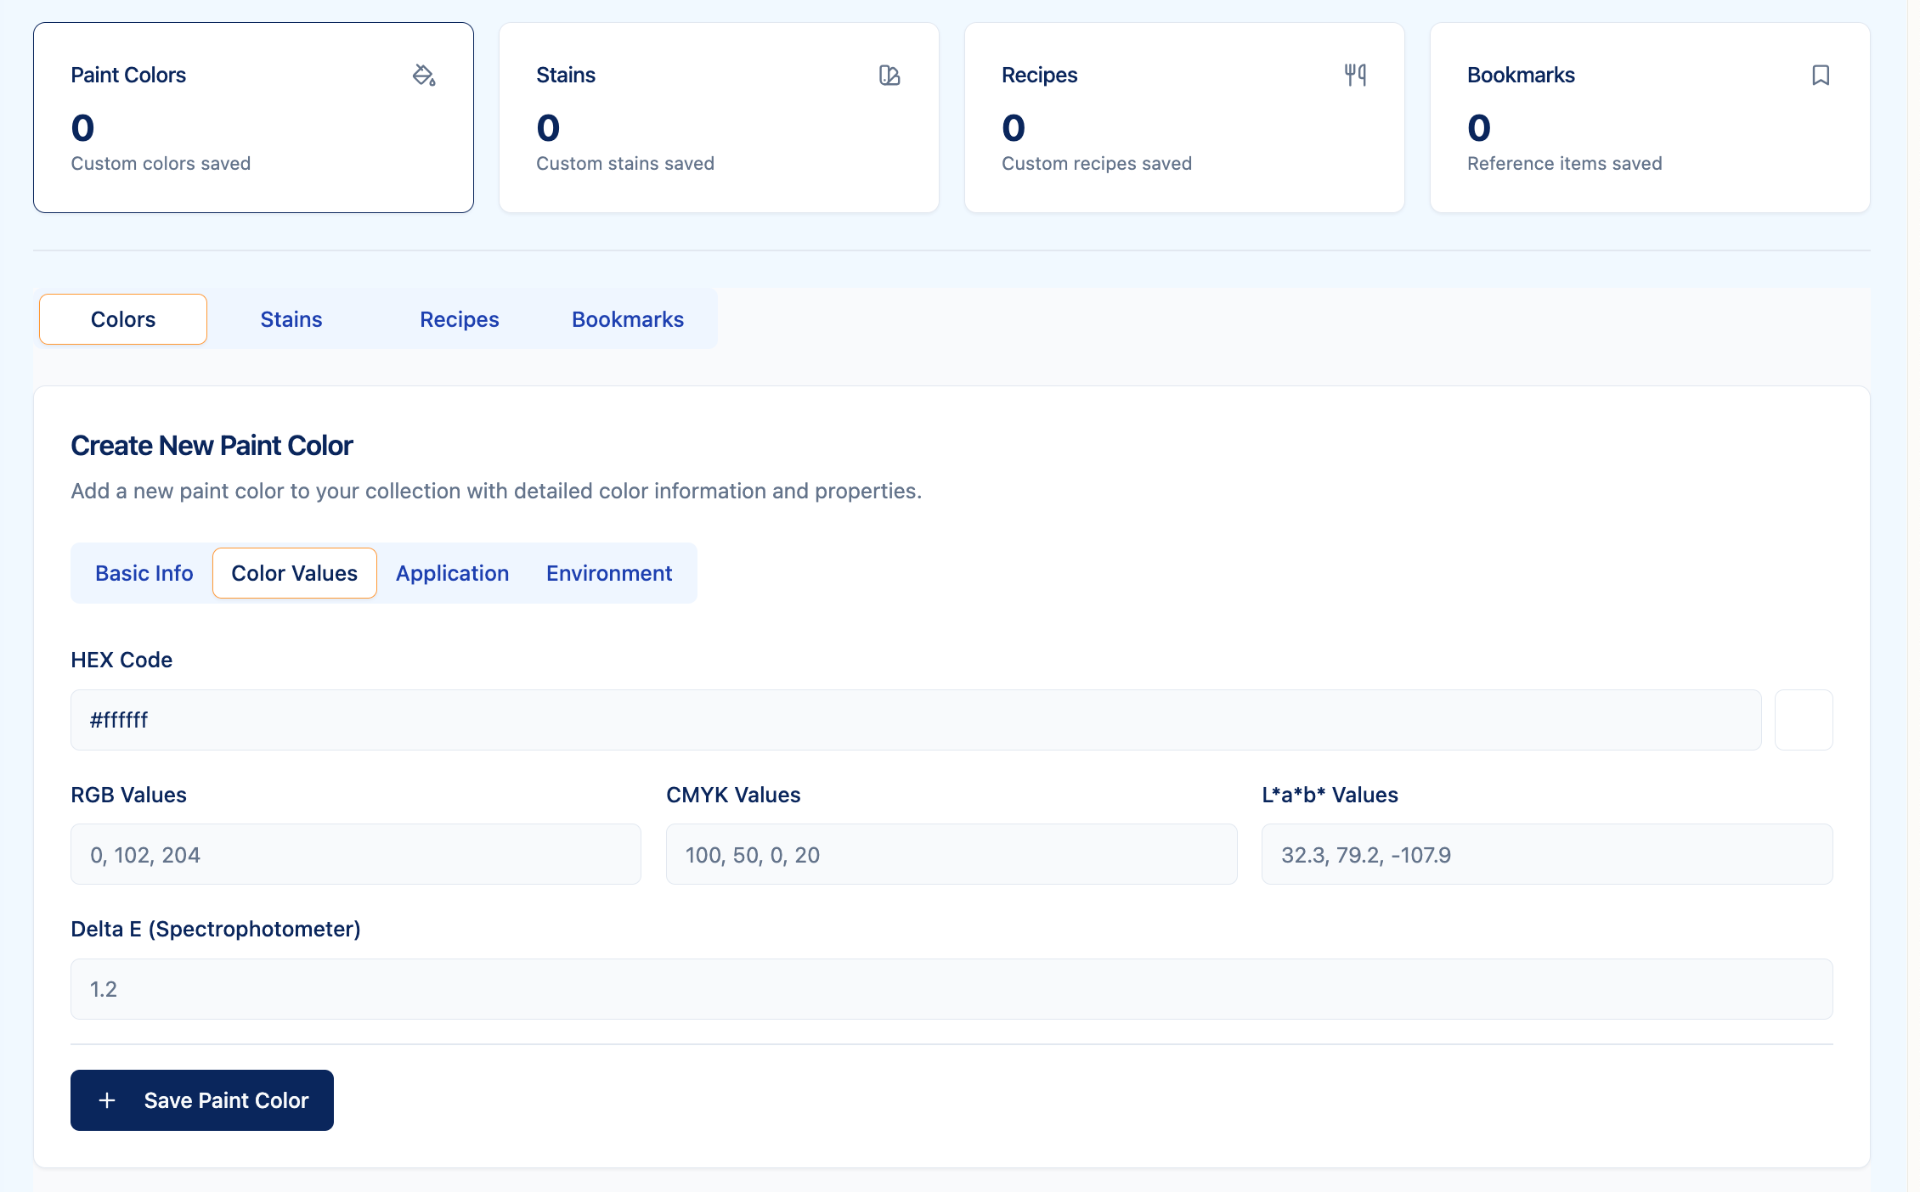 Paint Colors
0
Custom colors saved
Stains
0
Custom stains saved
Recipes
0
Custom recipes saved
Bookmarks
0
Reference items saved
Colors Stains Recipes Bookmarks
Create New Paint Color
Add a new paint color to your collection with detailed color information and properties.
Basic Info Color Values Application Environment
HEX Code
#ffffff
RGB Values
0, 102, 204
CMYK Values
100, 50, 0, 20
L*a*b* Values
32.3, 79.2, -107.9
Delta E (Spectrophotometer)
1.2
+ Save Paint Color